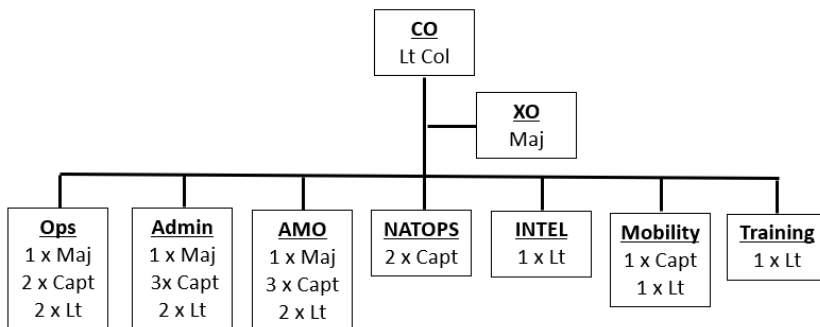 CO
Lt Col
XO
Maj
Ops
1 x Maj
2 x Capt
2 x Lt
Admin
1 x Maj
3x Capt
2 x Lt
AMO
1 x Maj
3 x Capt
2 x Lt
NATOPS
2 x Capt
INTEL
1 x Lt
Mobility
1 x Capt
1 x Lt
Training
1 x Lt